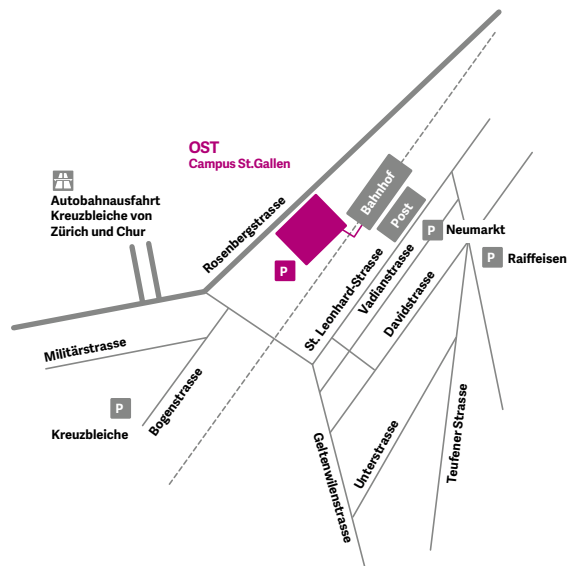 OST
Campus St.Gallen
Autobahnausfahrt
Kreuzbleiche von
Zürich und Chur
Rosenbergstrasse
Bahnhof
Post
P
Neumarkt
P
Raiffeisen
P
St. Leonhard-Strasse
Vadianstrasse
Davidstrasse
Militärstrasse
P
Kreuzbleiche
Bogenstrasse
Geltenwilenstrasse
Unterstrasse
Teufener Strasse